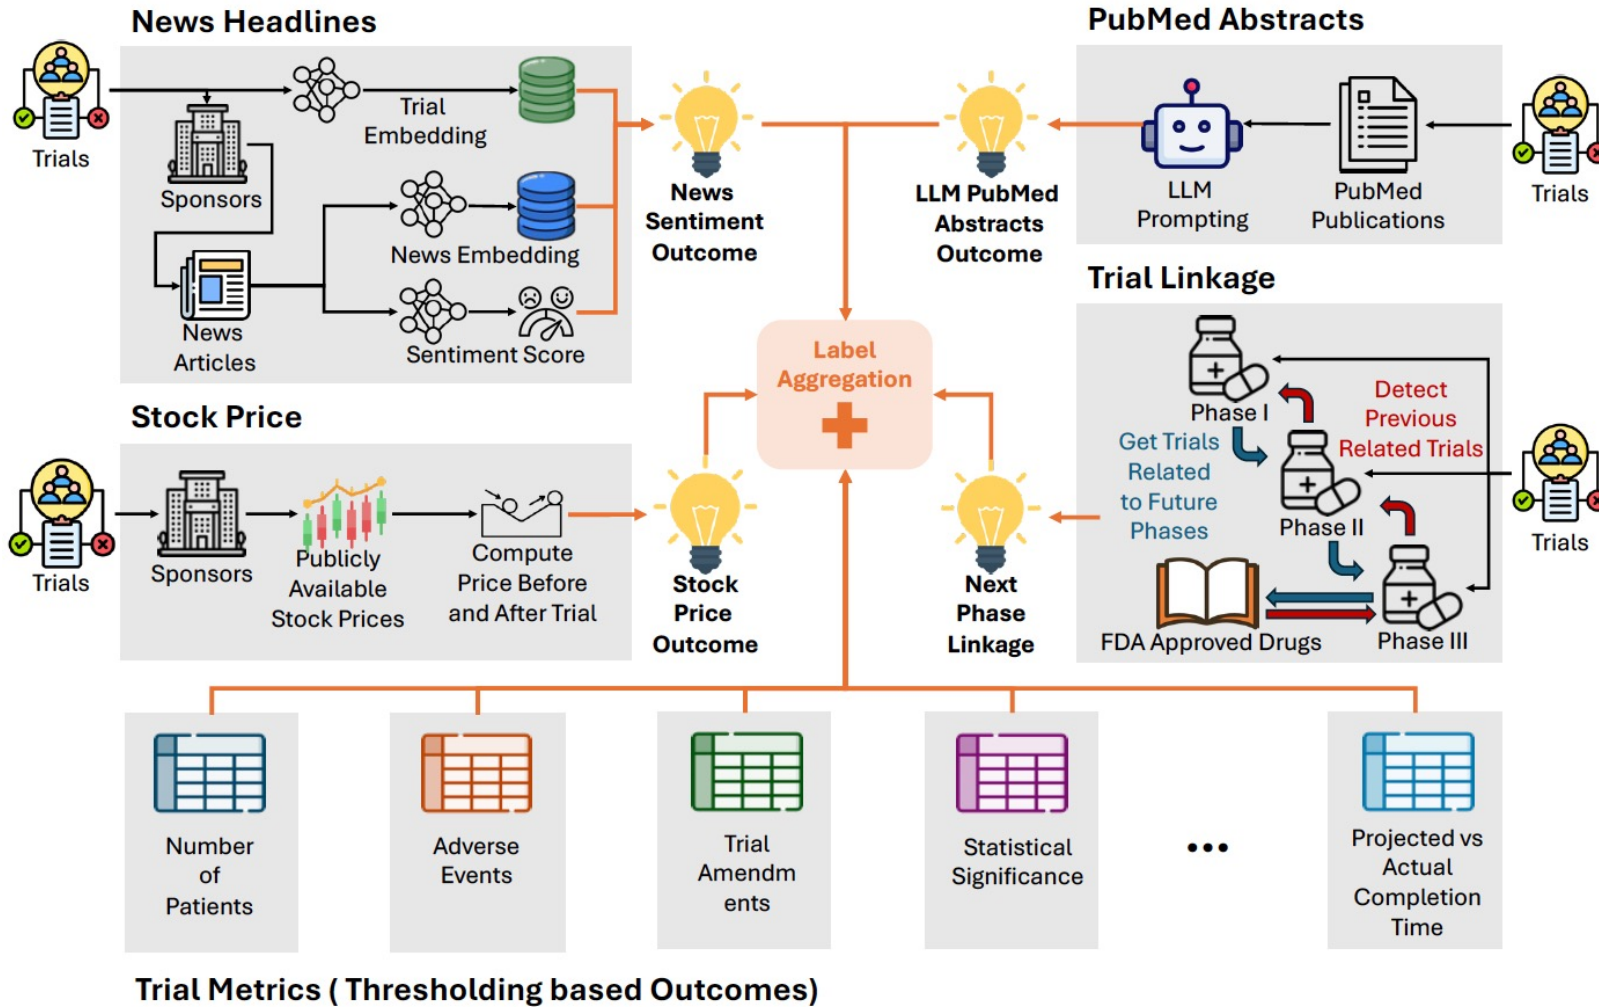 News Headlines
Trials
Trial
Embedding
Sponsors
News Embedding
News
Articles
Sentiment Score
News
Sentiment
Outcome
PubMed Abstracts
LLM PubMed
Abstracts
Outcome
LLM
Prompting
PubMed
Publications
Trials
Label
Aggregation
Stock Price
Trials
Sponsors
Publicly
Available
Stock Prices
Compute
Price Before
and After Trial
Stock
Price
Outcome
Trial Linkage
Next
Phase
Linkage
Phase I
Detect
Previous
Related Trials
Get Trials
Related
to Future
Phases
Phase II
FDA Approved Drugs
Phase III
Trials
Number
of
Patients
Adverse
Events
Trial
Amendm
ents
Statistical
Significance
...
Projected vs
Actual
Completion
Time
Trial Metrics ( Thresholding based Outcomes)